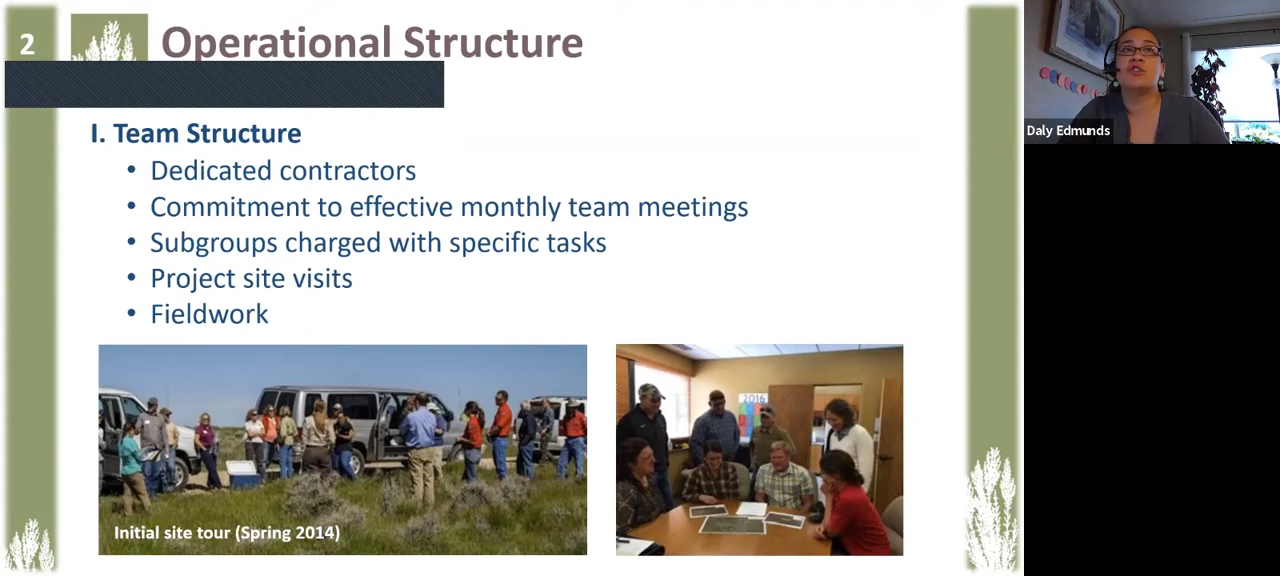 2
Operational Structure
I. Team Structure
• Dedicated contractors
• Commitment to effective monthly team meetings
• Subgroups charged with specific tasks
• Project site visits
• Fieldwork
Initial site tour (Spring 2014)
2016
Daly Edmunds